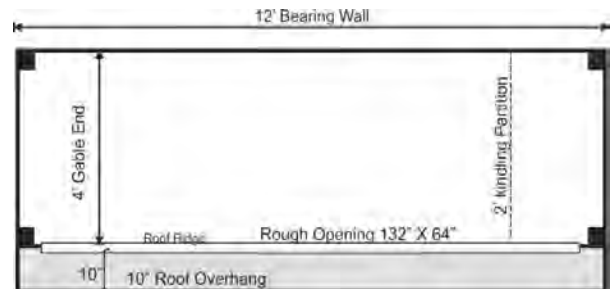 12' Bearing Wall
4' Gable End
2' kindling Partition
Roof Ridge
Rough Opening 132" X 64"
10"
10" Roof Overhang